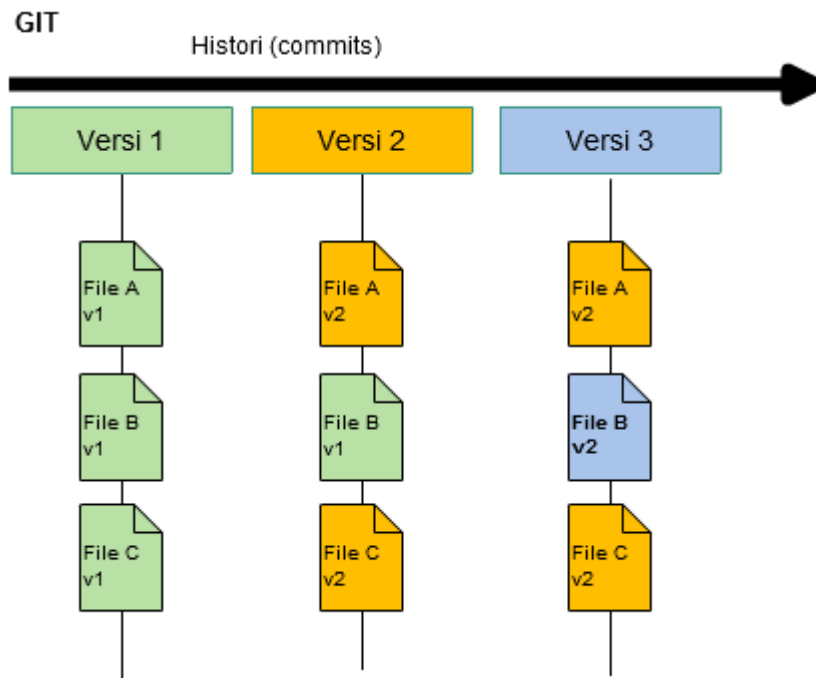 GIT
Histori (commits)
Versi 1
Versi 2
Versi 3
File A
v1
File A
v2
File A
v2
File B
v1
File B
v1
File B
v2
File C
v1
File C
v2
File C
v2